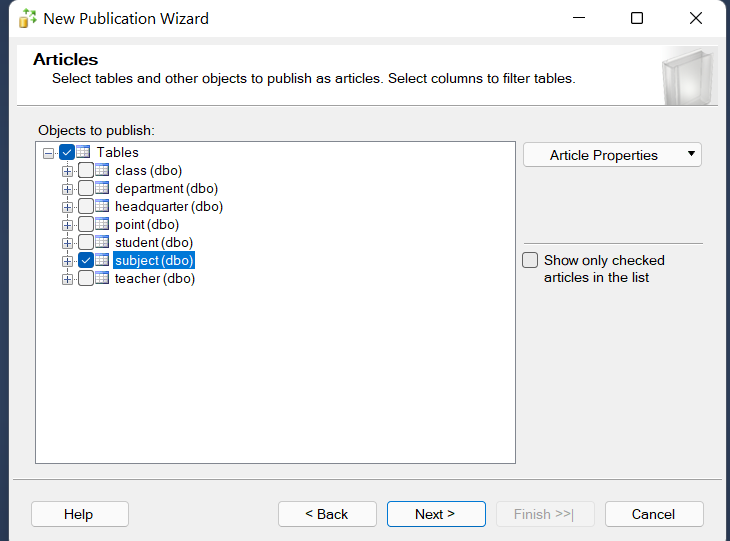 New Publication Wizard
Articles
Select tables and other objects to publish as articles. Select columns to filter tables.
Objects to publish:
Tables
class (dbo)
department (dbo)
headquarter (dbo)
point (dbo)
student (dbo)
subject (dbo)
teacher (dbo)
Article Properties
Show only checked
articles in the list
Help
< Back
Next >
Finish >>|
Cancel